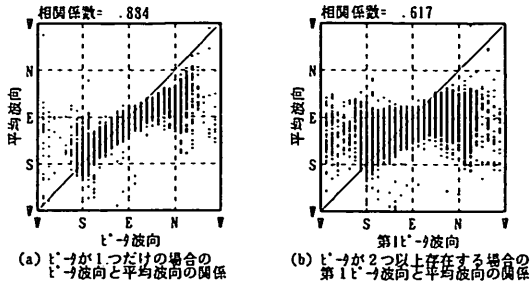 相関係数= .884
W
N
E
S
W
平均波向
W S E N W
ピーク波向
(a) ピークが1つだけの場合の
ピーク波向と平均波向の関係
相関係数= .617
W
N
E
S
W
平均波向
W S E N W
第1ピーク波向
(b) ピークが2つ以上存在する場合の
第1ピーク波向と平均波向の関係